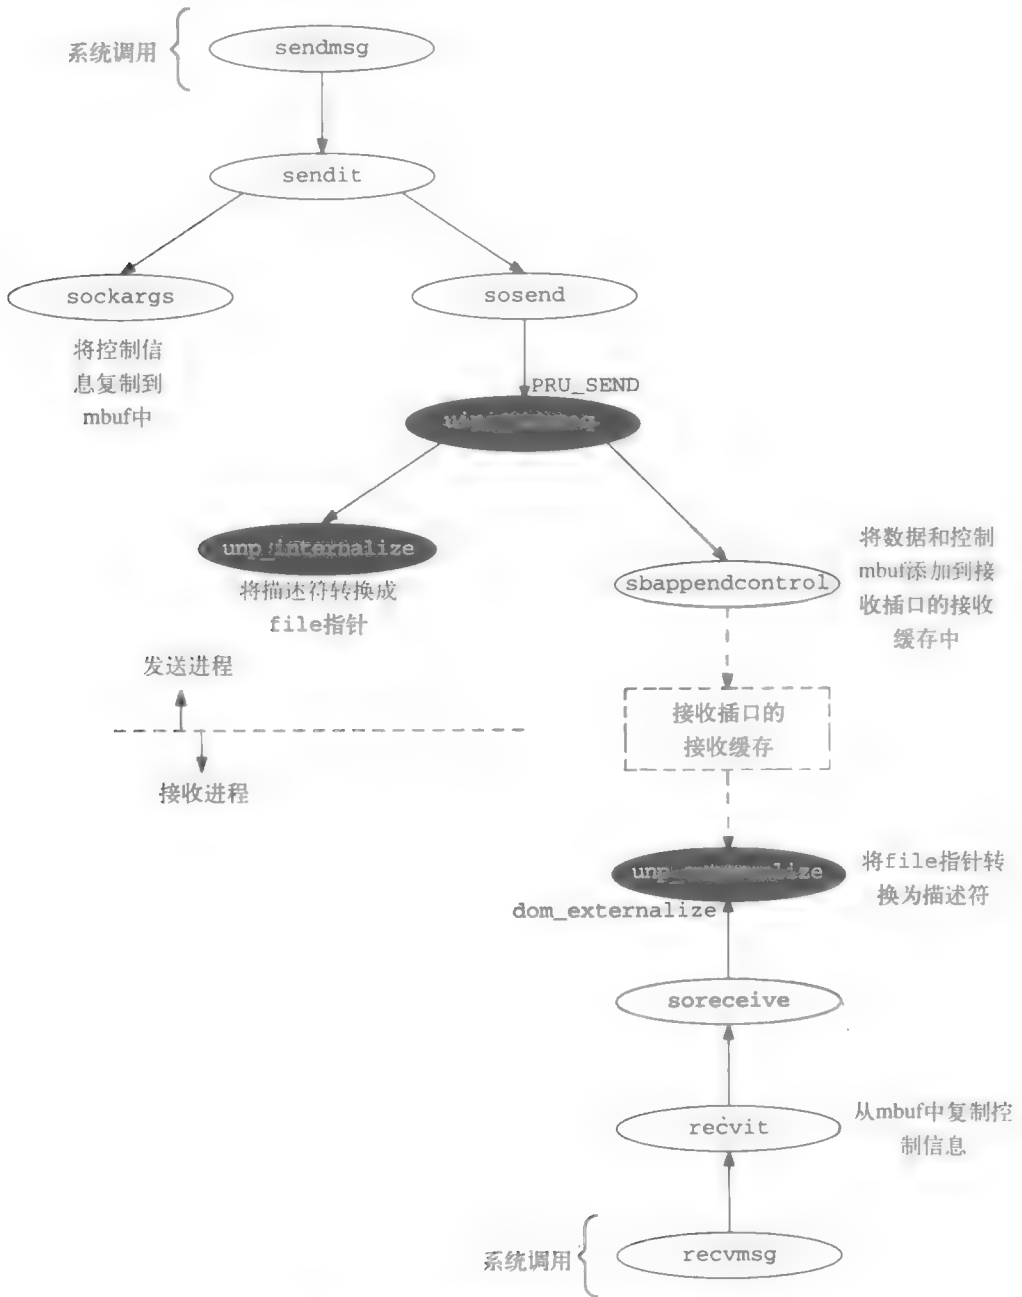 系统调用
sendmsg
sendit
sockargs
sosend
将控制信
息复制到
mbuf中
PRU_SEND
unp_internalize
将描述符转换成
file指针
sbappendcontrol
将数据和控制
mbuf添加到接
收插口的接收
缓存中
发送进程
接收进程
接收插口的
接收缓存
将file指针转
换为描述符
dom_externalize
soreceive
recvit
从mbuf中复制控
制信息
系统调用
recvmsg